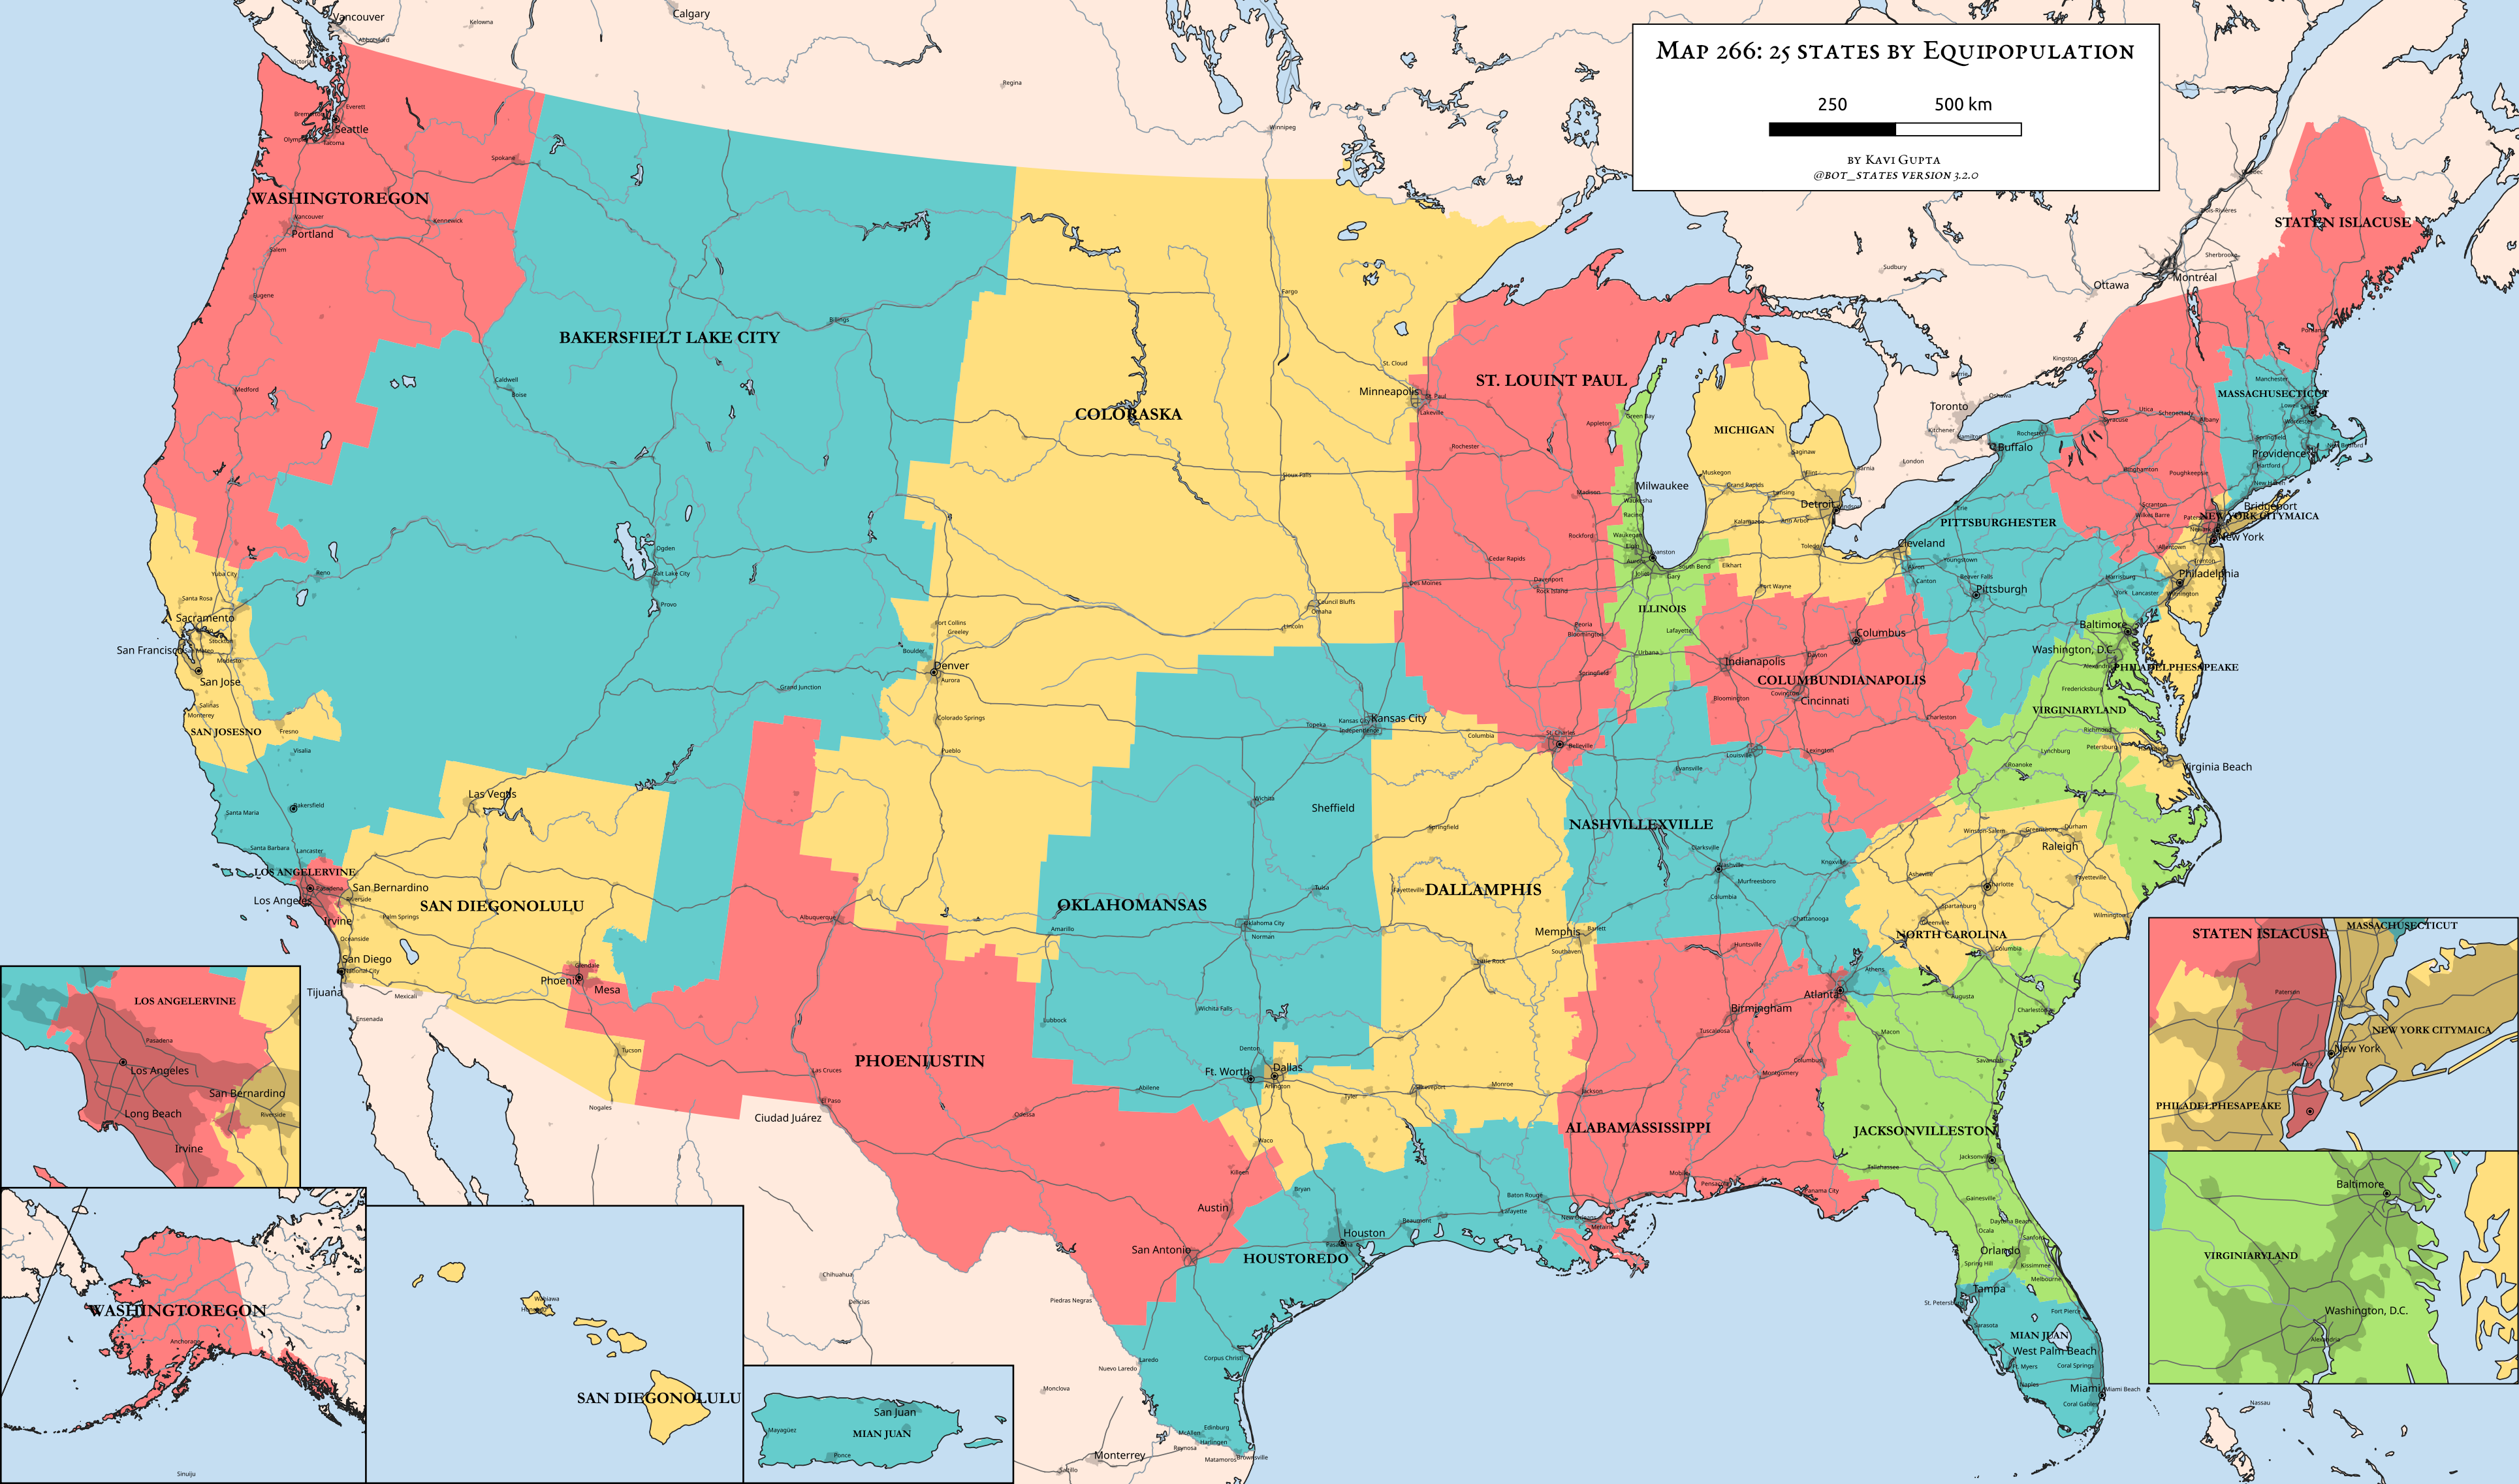 MAP 266: 25 STATES BY EQUIPOPULATION
250 500 km
BY KAVI GUPTA
@BOT_STATES VERSION 3.2.0
Vancouver
Abbotsford
Kelowna
Calgary
Regina
Winnipeg
Victoria
Everett
Seattle
Tacoma
Spokane
WASHINGTOREGON
Vancouver
Portland
Kennewick
Salem
Eugene
Medford
BAKERSFIELT LAKE CITY
Billings
Caldwell
Boise
Ogden
Salt Lake City
Provo
Reno
Grand Junction
COLORASKA
Fargo
St. Cloud
Minneapolis
St. Paul
Lakeville
Rochester
Sioux Falls
Council Bluffs
Omaha
Lincoln
Fort Collins
Greeley
Boulder
Denver
Aurora
Colorado Springs
Pueblo
ST. LOUINT PAUL
Green Bay
Appleton
Madison
Milwaukee
Waukesha
Racine
Waukegan
Rockford
Elgin
Evanston
Aurora
Joliet
Gary
South Bend
Elkhart
Cedar Rapids
Davenport
Rock Island
Des Moines
Peoria
Bloomington
Springfield
Urbana
Lafayette
ILLINOIS
MICHIGAN
Saginaw
Muskegon
Grand Rapids
Flint
Lansing
Detroit
Windsor
Kalamazoo
Ann Arbor
Toledo
Fort Wayne
Sarnia
London
Kitchener
Hamilton
Toronto
Oshawa
Barrie
Kingston
Sudbury
Ottawa
Montréal
Sherbrooke
Trois-Rivières
Quebec
STATEN ISLACUSE
Portland
Manchester
MASSACHUSECTICUT
Lowell
Worcester
Springfield
Providence
New Bedford
Hartford
New Haven
Bridgeport
NEW YORK CITYMAICA
New York
Newark
Buffalo
Rochester
Syracuse
Utica
Schenectady
Albany
Binghamton
Poughkeepsie
Scranton
Wilkes Barre
Allentown
Trenton
Philadelphia
Wilmington
Harrisburg
York
Lancaster
Erie
PITTSBURGHESTER
Cleveland
Akron
Canton
Youngstown
Beaver Falls
Pittsburgh
Columbus
Dayton
Indianapolis
COLUMBUNDIANAPOLIS
Bloomington
Covington
Cincinnati
Charleston
Lexington
Louisville
Evansville
Baltimore
Washington, D.C.
Alexandria
PHILADELPHESAPEAKE
Fredericksburg
VIRGINIARYLAND
Richmond
Petersburg
Lynchburg
Roanoke
Virginia Beach
Yuba City
Santa Rosa
Sacramento
Stockton
San Francisco
San Mateo
Modesto
San Jose
Salinas
Monterey
SAN JOSESNO
Fresno
Visalia
Bakersfield
Santa Maria
Santa Barbara
Lancaster
LOS ANGELERVINE
Pasadena
Los Angeles
San Bernardino
Riverside
Irvine
Palm Springs
Oceanside
San Diego
National City
Tijuana
Mexicali
Ensenada
Las Vegas
SAN DIEGONOLULU
Glendale
Phoenix
Mesa
Tucson
Nogales
Albuquerque
Las Cruces
El Paso
Ciudad Juárez
PHOENIUSTIN
OKLAHOMANSAS
Topeka
Kansas City
Kansas City
Independence
Wichita
Sheffield
Tulsa
Oklahoma City
Norman
Amarillo
Lubbock
Wichita Falls
Denton
Ft. Worth
Dallas
Arlington
Abilene
Odessa
Tyler
Waco
Killeen
Bryan
Austin
San Antonio
Columbia
St. Charles
Belleville
Springfield
Fayetteville
DALLAMPHIS
Memphis
Bartlett
Southaven
Little Rock
Shreveport
Monroe
NASHVILLEXVILLE
Clarksville
Nashville
Murfreesboro
Columbia
Knoxville
Chattanooga
Huntsville
Athens
Atlanta
Birmingham
Tuscaloosa
Columbus
Montgomery
Jackson
ALABAMASSISSIPPI
Mobile
Pensacola
Panama City
Winston-Salem
Greensboro
Durham
Raleigh
Asheville
Charlotte
Fayetteville
Spartanburg
Greenville
Wilmington
NORTH CAROLINA
Columbia
Augusta
Charleston
Macon
Savannah
JACKSONVILLESTON
Jacksonville
Tallahassee
Gainesville
Ocala
Daytona Beach
Sanford
Orlando
Spring Hill
Kissimmee
Melbourne
Tampa
St. Petersburg
Fort Pierce
Sarasota
MIAN JUAN
West Palm Beach
Ft. Myers
Coral Springs
Naples
Miami
Miami Beach
Coral Gables
Nassau
Baton Rouge
Lafayette
New Orleans
Metairie
Beaumont
Houston
Pasadena
HOUSTOREDO
Corpus Christi
Laredo
Nuevo Laredo
Piedras Negras
Chihuahua
Delicias
Monclova
Edinburg
McAllen
Harlingen
Reynosa
Brownsville
Matamoros
Monterrey
Saltillo
LOS ANGELERVINE
Pasadena
Los Angeles
San Bernardino
Long Beach
Riverside
Irvine
WASHINGTOREGON
Anchorage
Sinuiju
Wahiawa
Honolulu
SAN DIEGONOLULU
San Juan
Mayagüez
MIAN JUAN
Ponce
STATEN ISLACUSE
MASSACHUSECTICUT
Paterson
NEW YORK CITYMAICA
New York
Newark
PHILADELPHESAPEAKE
Baltimore
VIRGINIARYLAND
Washington, D.C.
Alexandria